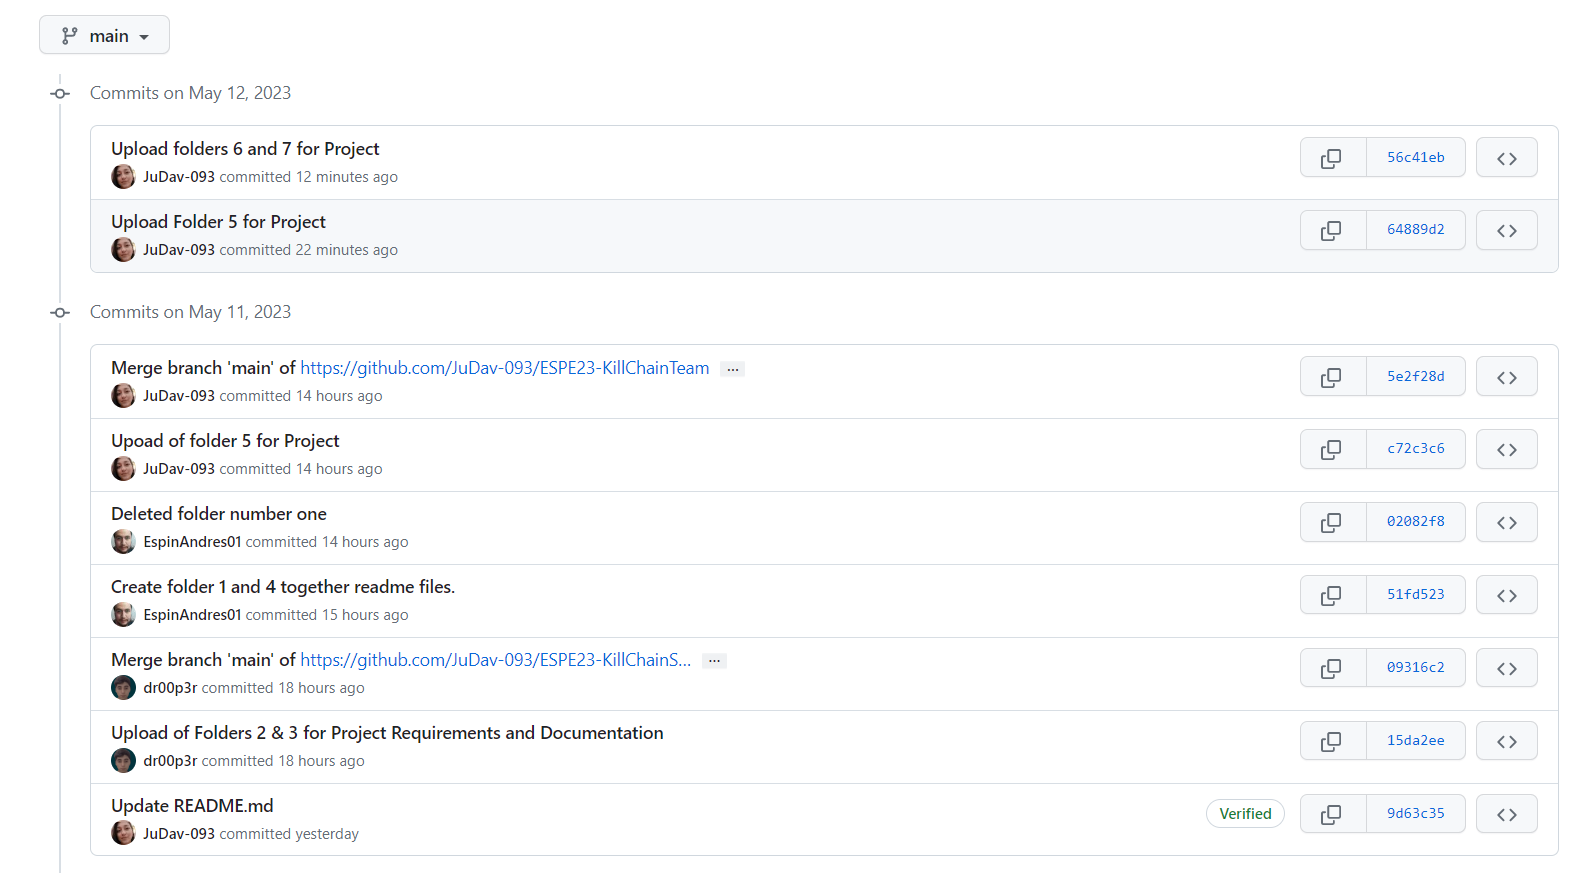 main
Commits on May 12, 2023
Upload folders 6 and 7 for Project
JuDav-093 committed 12 minutes ago
56c41eb
Upload Folder 5 for Project
JuDav-093 committed 22 minutes ago
64889d2
Commits on May 11, 2023
Merge branch 'main' of https://github.com/JuDav-093/ESPE23-KillChainTeam ...
JuDav-093 committed 14 hours ago
5e2f28d
Upoad of folder 5 for Project
JuDav-093 committed 14 hours ago
c72c3c6
Deleted folder number one
EspinAndres01 committed 14 hours ago
02082f8
Create folder 1 and 4 together readme files.
EspinAndres01 committed 15 hours ago
51fd523
Merge branch 'main' of https://github.com/JuDav-093/ESPE23-KillChainS... ...
dr00p3r committed 18 hours ago
09316c2
Upload of Folders 2 & 3 for Project Requirements and Documentation
dr00p3r committed 18 hours ago
15da2ee
Update README.md
JuDav-093 committed yesterday
Verified
9d63c35